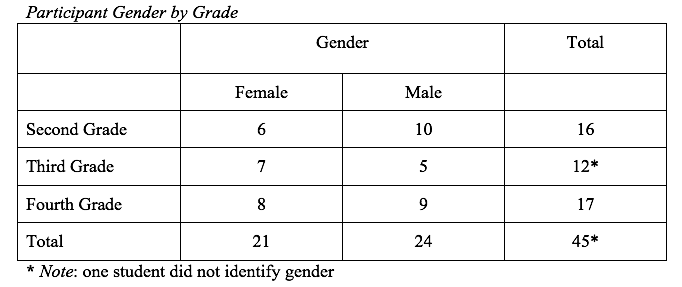 Participant Gender by Grade
Gender Total
Female Male
Second Grade 6 10 16
Third Grade 7 5 12*
Fourth Grade 8 9 17
Total 21 24 45*
* Note: one student did not identify gender